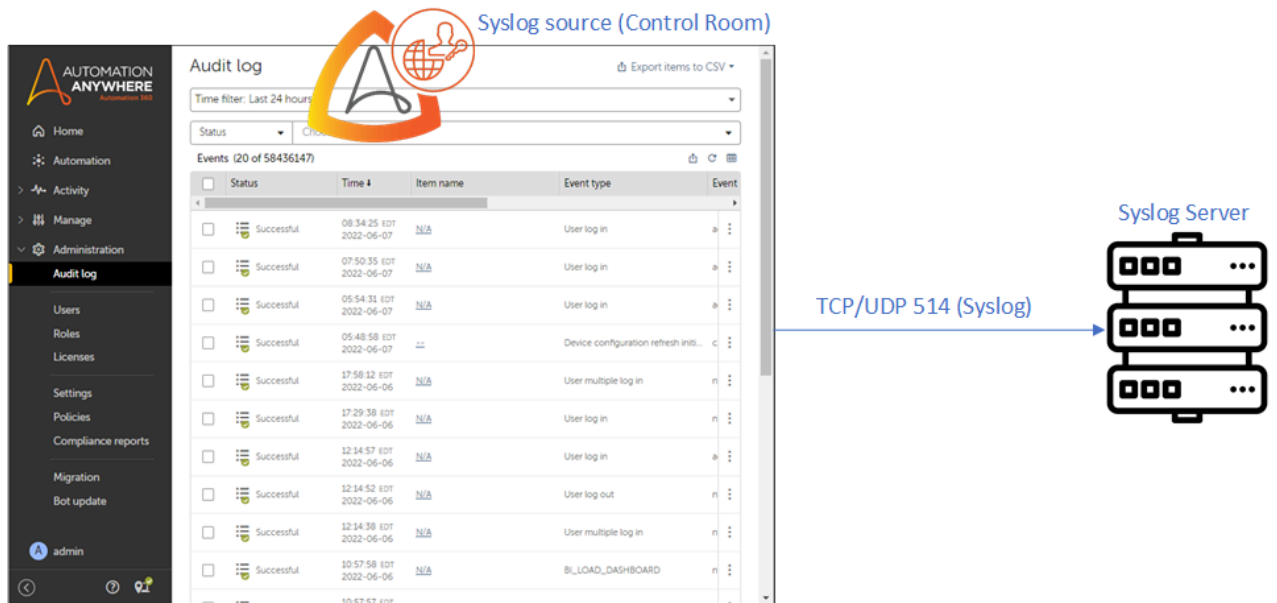 Syslog source (Control Room)
AUTOMATION
ANYWHERE
Automation 360
Home
Automation
Activity
Manage
Administration
Audit log
Users
Roles
Licenses
Settings
Policies
Compliance reports
Migration
Bot update
A admin
Audit log
Export items to CSV
Time filter: Last 24 hours
Status
Events (20 of 58436147)
Status Time Item name Event type Event
Successful 08:34:25 EDT 2022-06-07 N/A User log in a
Successful 07:50:35 EDT 2022-06-07 N/A User log in a
Successful 05:54:31 EDT 2022-06-07 N/A User log in a
Successful 05:48:58 EDT 2022-06-07 -- Device configuration refresh initi... c
Successful 17:58:12 EDT 2022-06-06 N/A User multiple log in n
Successful 17:29:38 EDT 2022-06-06 N/A User log in n
Successful 12:14:57 EDT 2022-06-06 N/A User log in a
Successful 12:14:52 EDT 2022-06-06 N/A User log out n
Successful 12:14:38 EDT 2022-06-06 N/A User multiple log in n
Successful 10:57:58 EDT 2022-06-06 N/A BI_LOAD_DASHBOARD n
10:57:57 EDT
TCP/UDP 514 (Syslog)
Syslog Server